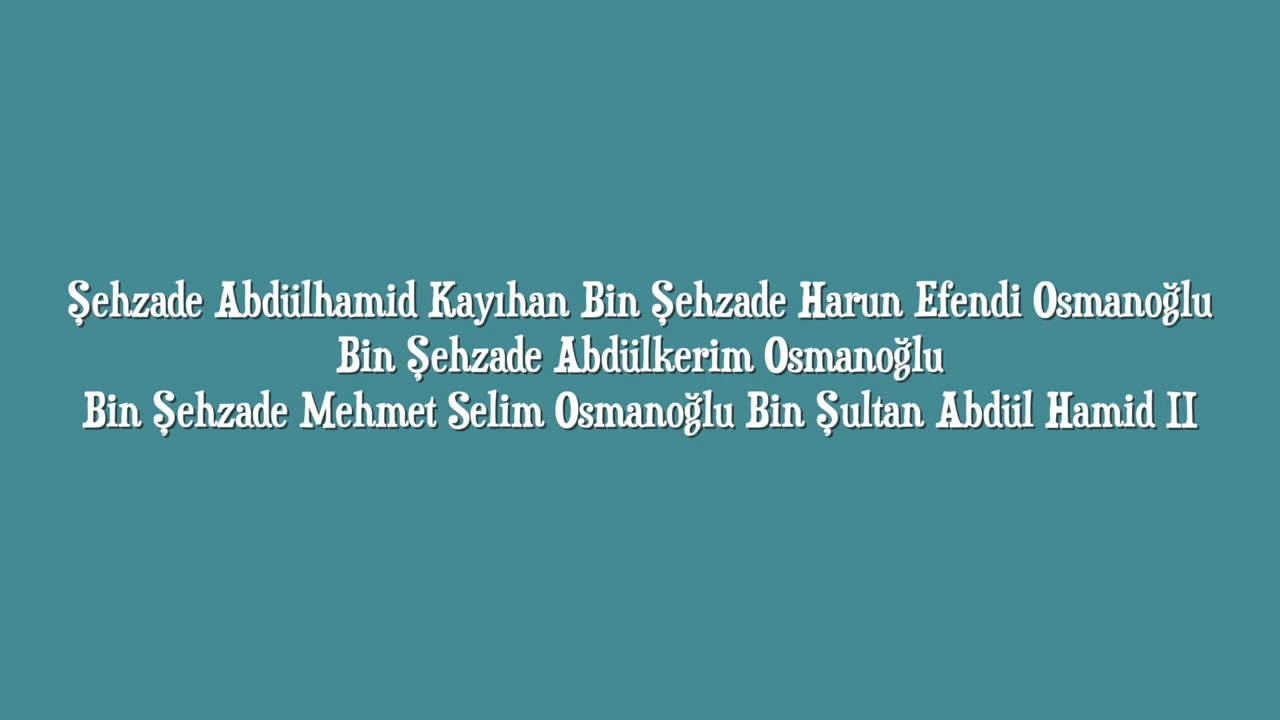 Şehzade Abdülhamid Kayıhan Bin Şehzade Harun Efendi Osmanoğlu
Bin Şehzade Abdülkerim Osmanoğlu
Bin Şehzade Mehmet Selim Osmanoğlu Bin Şultan Abdül Hamid II